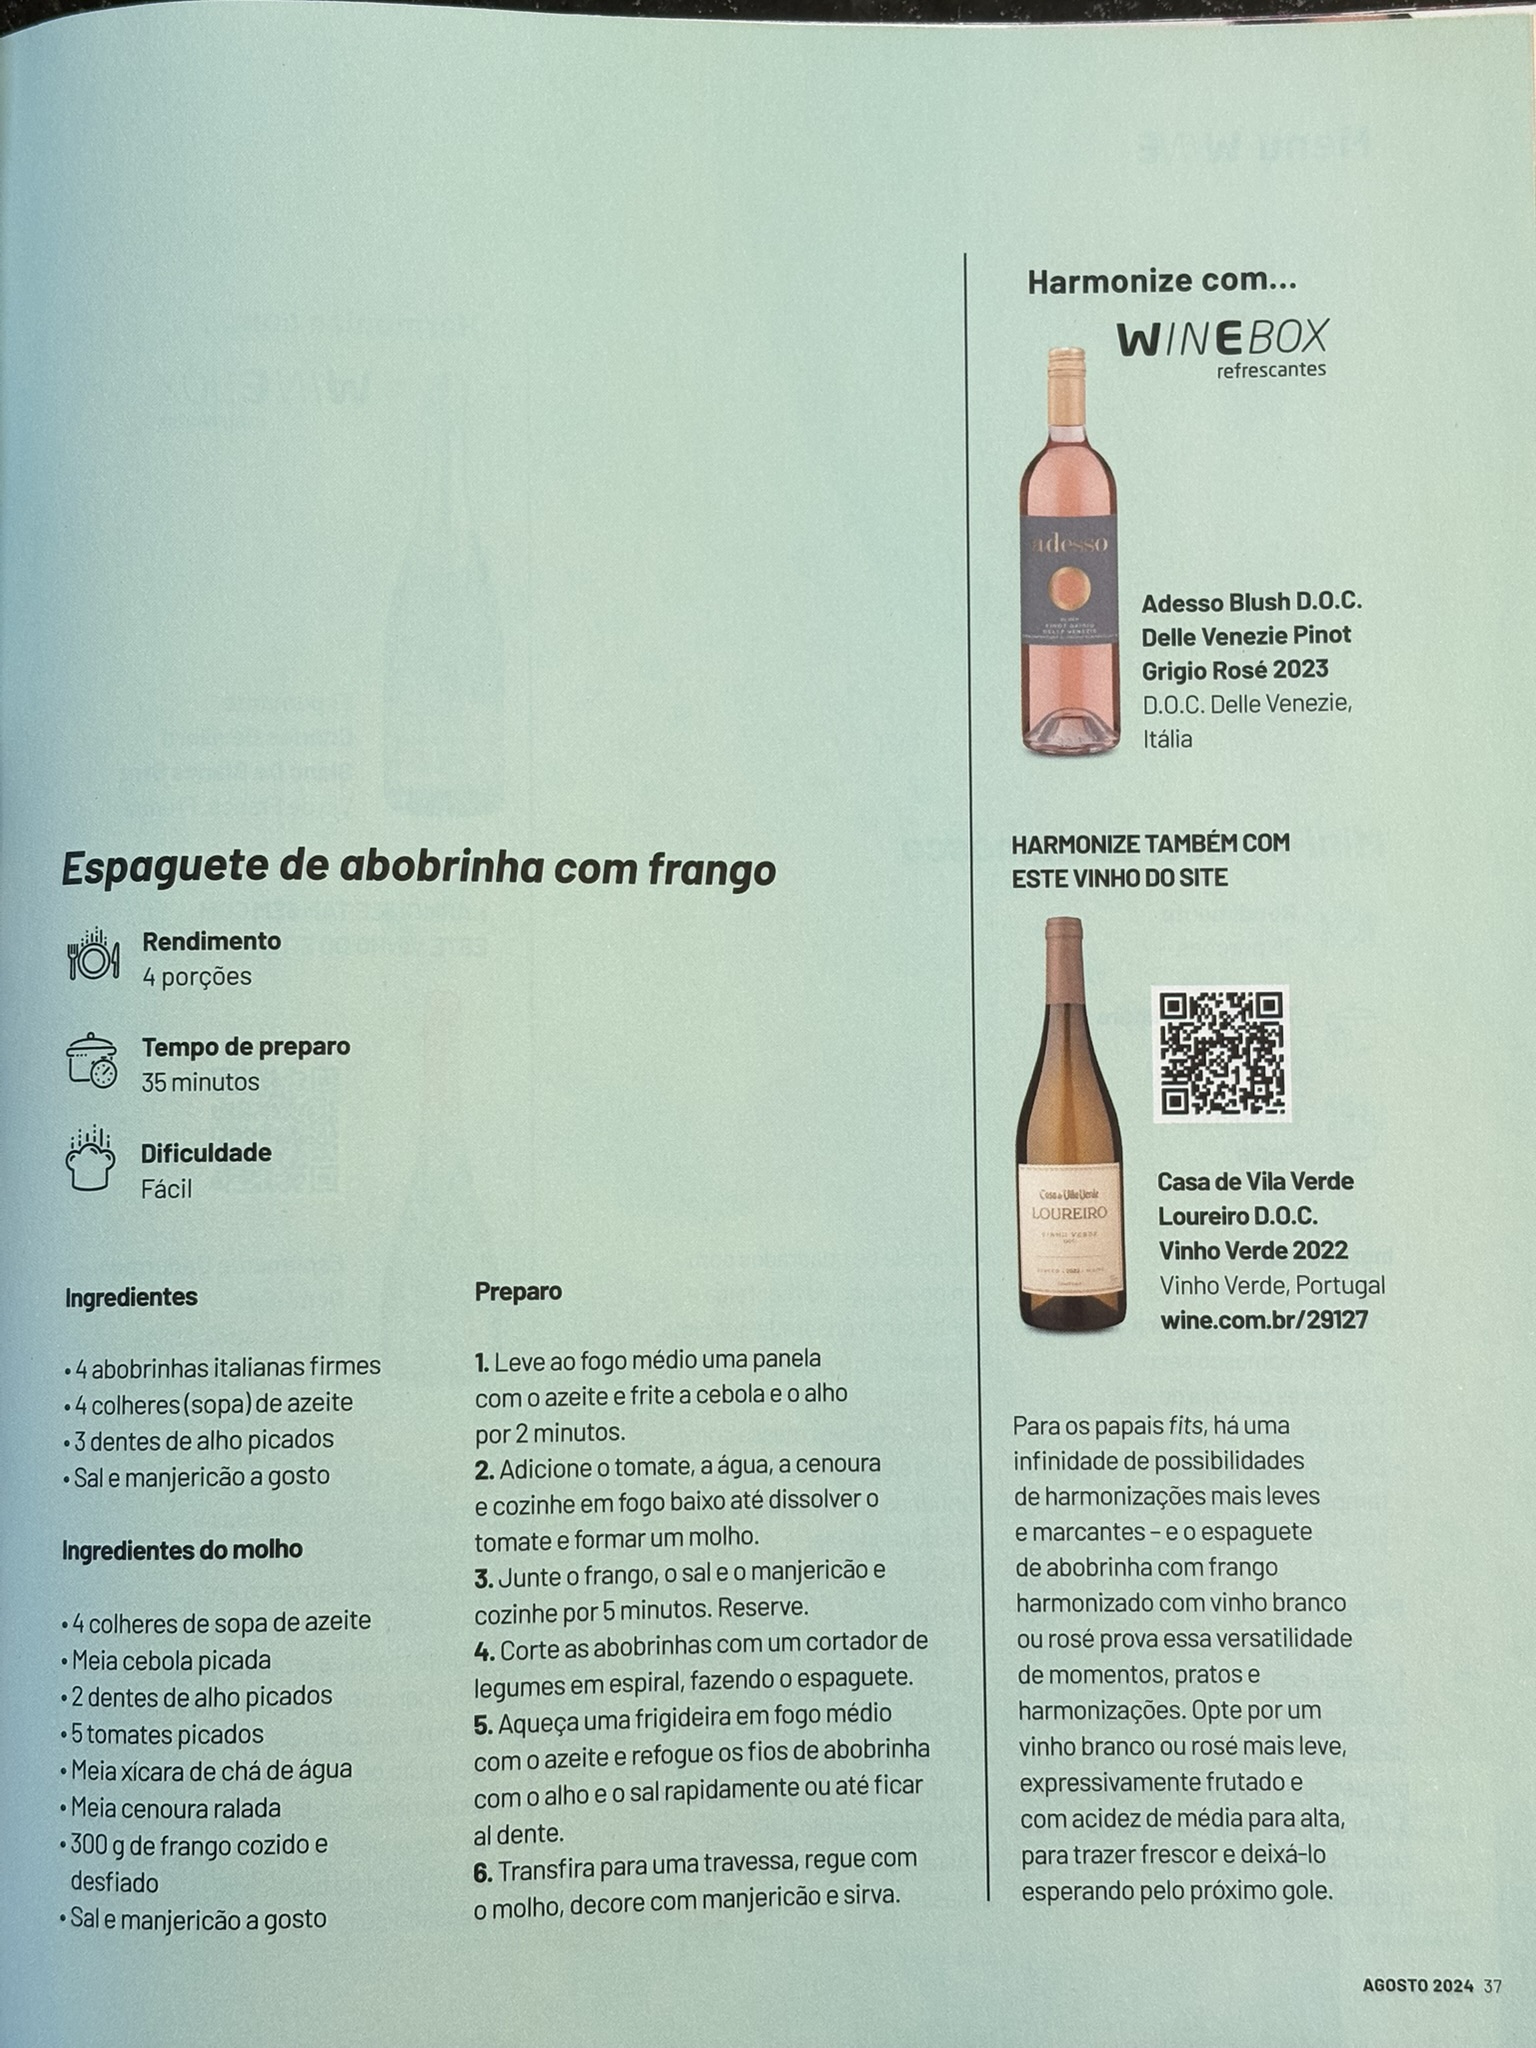 Espaguete de abobrinha com frango
Rendimento
4 porções
Tempo de preparo
35 minutos
Dificuldade
Fácil
Ingredientes
• 4 abobrinhas italianas firmes
• 4 colheres (sopa) de azeite
• 3 dentes de alho picados
• Sal e manjericão a gosto
Ingredientes do molho
• 4 colheres de sopa de azeite
• Meia cebola picada
• 2 dentes de alho picados
• 5 tomates picados
• Meia xícara de chá de água
• Meia cenoura ralada
• 300 g de frango cozido e
desfiado
• Sal e manjericão a gosto
Preparo
1. Leve ao fogo médio uma panela
com o azeite e frite a cebola e o alho
por 2 minutos.
2. Adicione o tomate, a água, a cenoura
e cozinhe em fogo baixo até dissolver o
tomate e formar um molho.
3. Junte o frango, o sal e o manjericão e
cozinhe por 5 minutos. Reserve.
4. Corte as abobrinhas com um cortador de
legumes em espiral, fazendo o espaguete.
5. Aqueça uma frigideira em fogo médio
com o azeite e refogue os fios de abobrinha
com o alho e o sal rapidamente ou até ficar
al dente.
6. Transfira para uma travessa, regue com
o molho, decore com manjericão e sirva.
Harmonize com...
WINEBOX
refrescantes
adesso
BLUSH
PINOT GRIGIO
DELLE VENEZIE
Adesso Blush D.O.C.
Delle Venezie Pinot
Grigio Rosé 2023
D.O.C. Delle Venezie,
Itália
HARMONIZE TAMBÉM COM
ESTE VINHO DO SITE
Casa de Vila Verde
LOUREIRO
VINHO VERDE
Casa de Vila Verde
Loureiro D.O.C.
Vinho Verde 2022
Vinho Verde, Portugal
wine.com.br/29127
Para os papais fits, há uma
infinidade de possibilidades
de harmonizações mais leves
e marcantes – e o espaguete
de abobrinha com frango
harmonizado com vinho branco
ou rosé prova essa versatilidade
de momentos, pratos e
harmonizações. Opte por um
vinho branco ou rosé mais leve,
expressivamente frutado e
com acidez de média para alta,
para trazer frescor e deixá-lo
esperando pelo próximo gole.
AGOSTO 2024 37